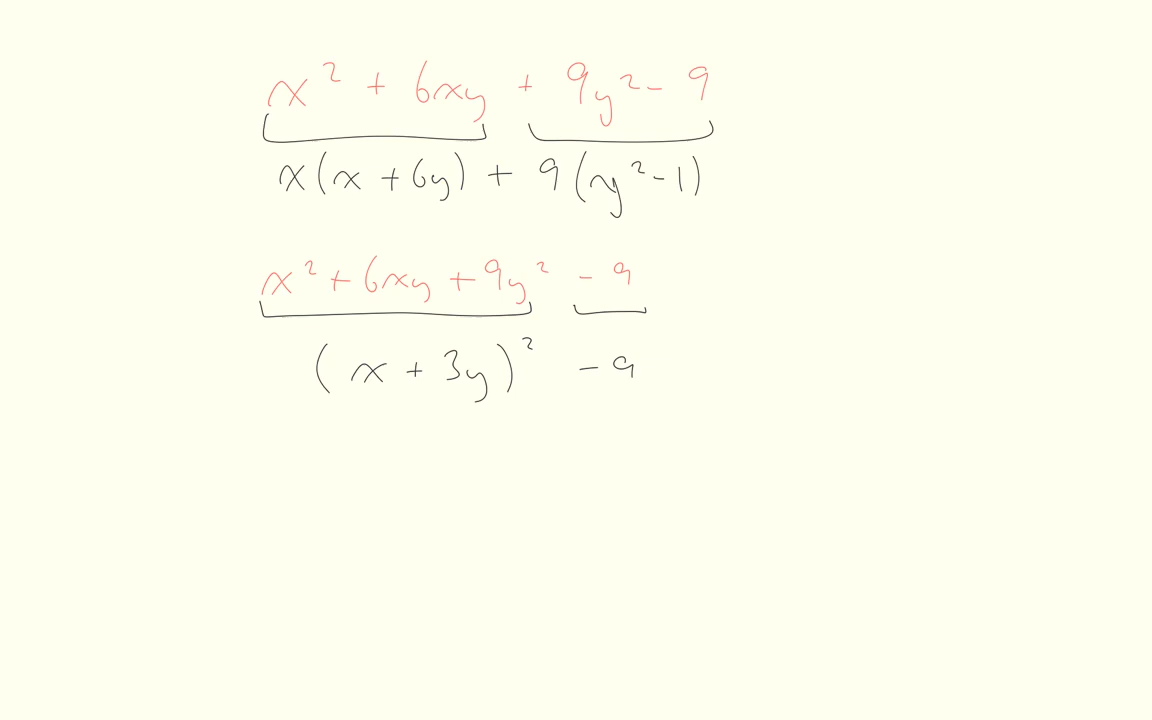 x² + 6xy + 9y² - 9
x(x + 6y) + 9(y² - 1)
x² + 6xy + 9y² - 9
(x + 3y)² - 9